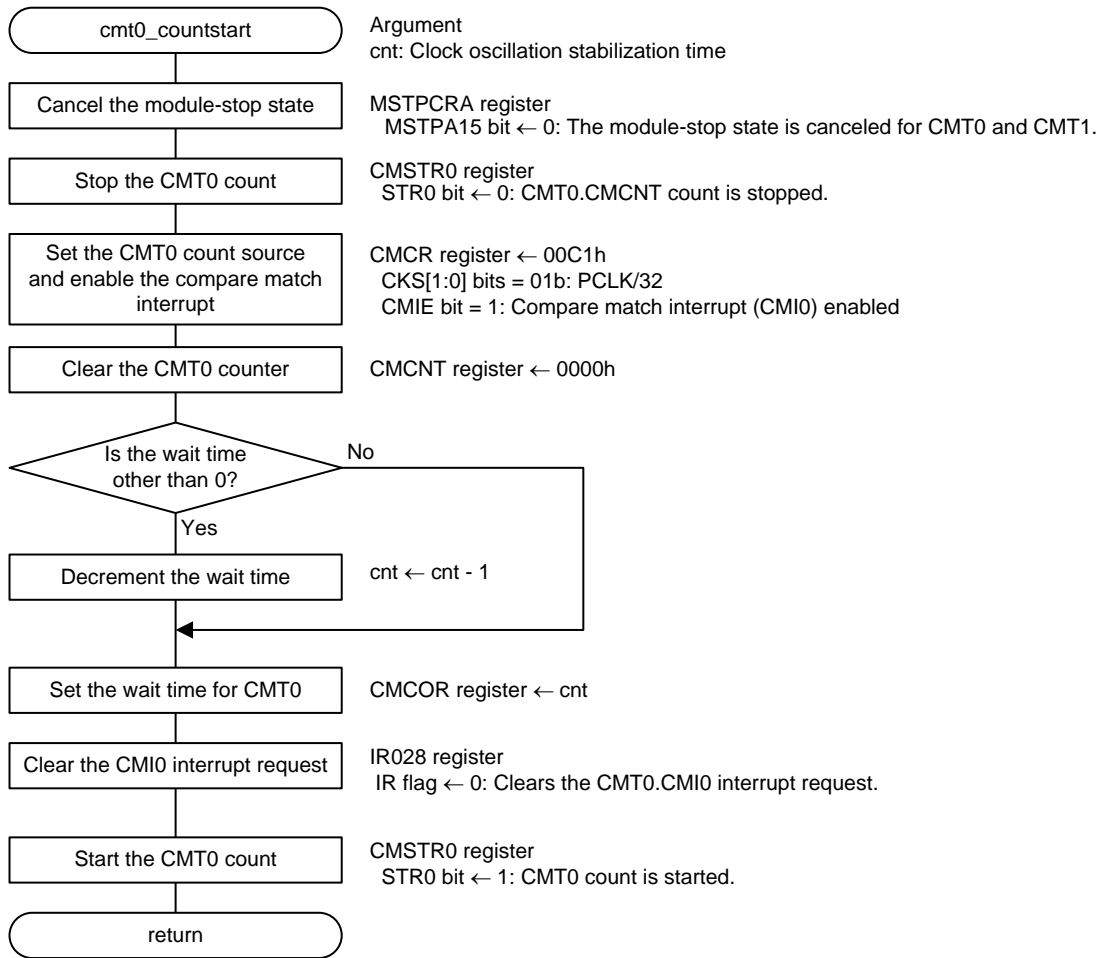 cmt0_countstart
Argument
cnt: Clock oscillation stabilization time
Cancel the module-stop state
MSTPCRA register
MSTPA15 bit ← 0: The module-stop state is canceled for CMT0 and CMT1.
Stop the CMT0 count
CMSTR0 register
STR0 bit ← 0: CMT0.CMCNT count is stopped.
Set the CMT0 count source
and enable the compare match
interrupt
CMCR register ← 00C1h
CKS[1:0] bits = 01b: PCLK/32
CMIE bit = 1: Compare match interrupt (CMI0) enabled
Clear the CMT0 counter
CMCNT register ← 0000h
Is the wait time
other than 0?
No
Yes
Decrement the wait time
cnt ← cnt - 1
Set the wait time for CMT0
CMCOR register ← cnt
Clear the CMI0 interrupt request
IR028 register
IR flag ← 0: Clears the CMT0.CMI0 interrupt request.
Start the CMT0 count
CMSTR0 register
STR0 bit ← 1: CMT0 count is started.
return